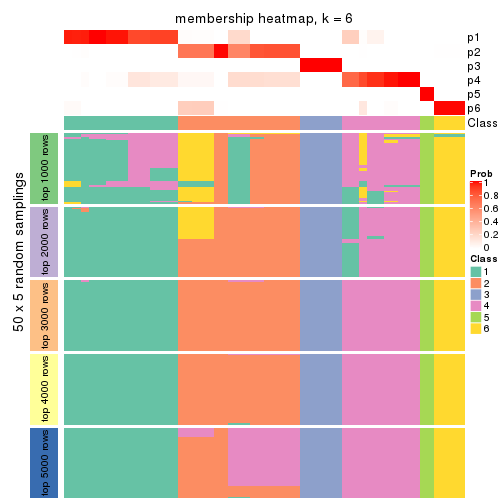 membership heatmap, k = 6
p1
p2
p3
p4
p5
p6
Class
50 x 5 random samplings
top 1000 rows
top 2000 rows
top 3000 rows
top 4000 rows
top 5000 rows
Prob
1
0.8
0.6
0.4
0.2
0
Class
1
2
3
4
5
6